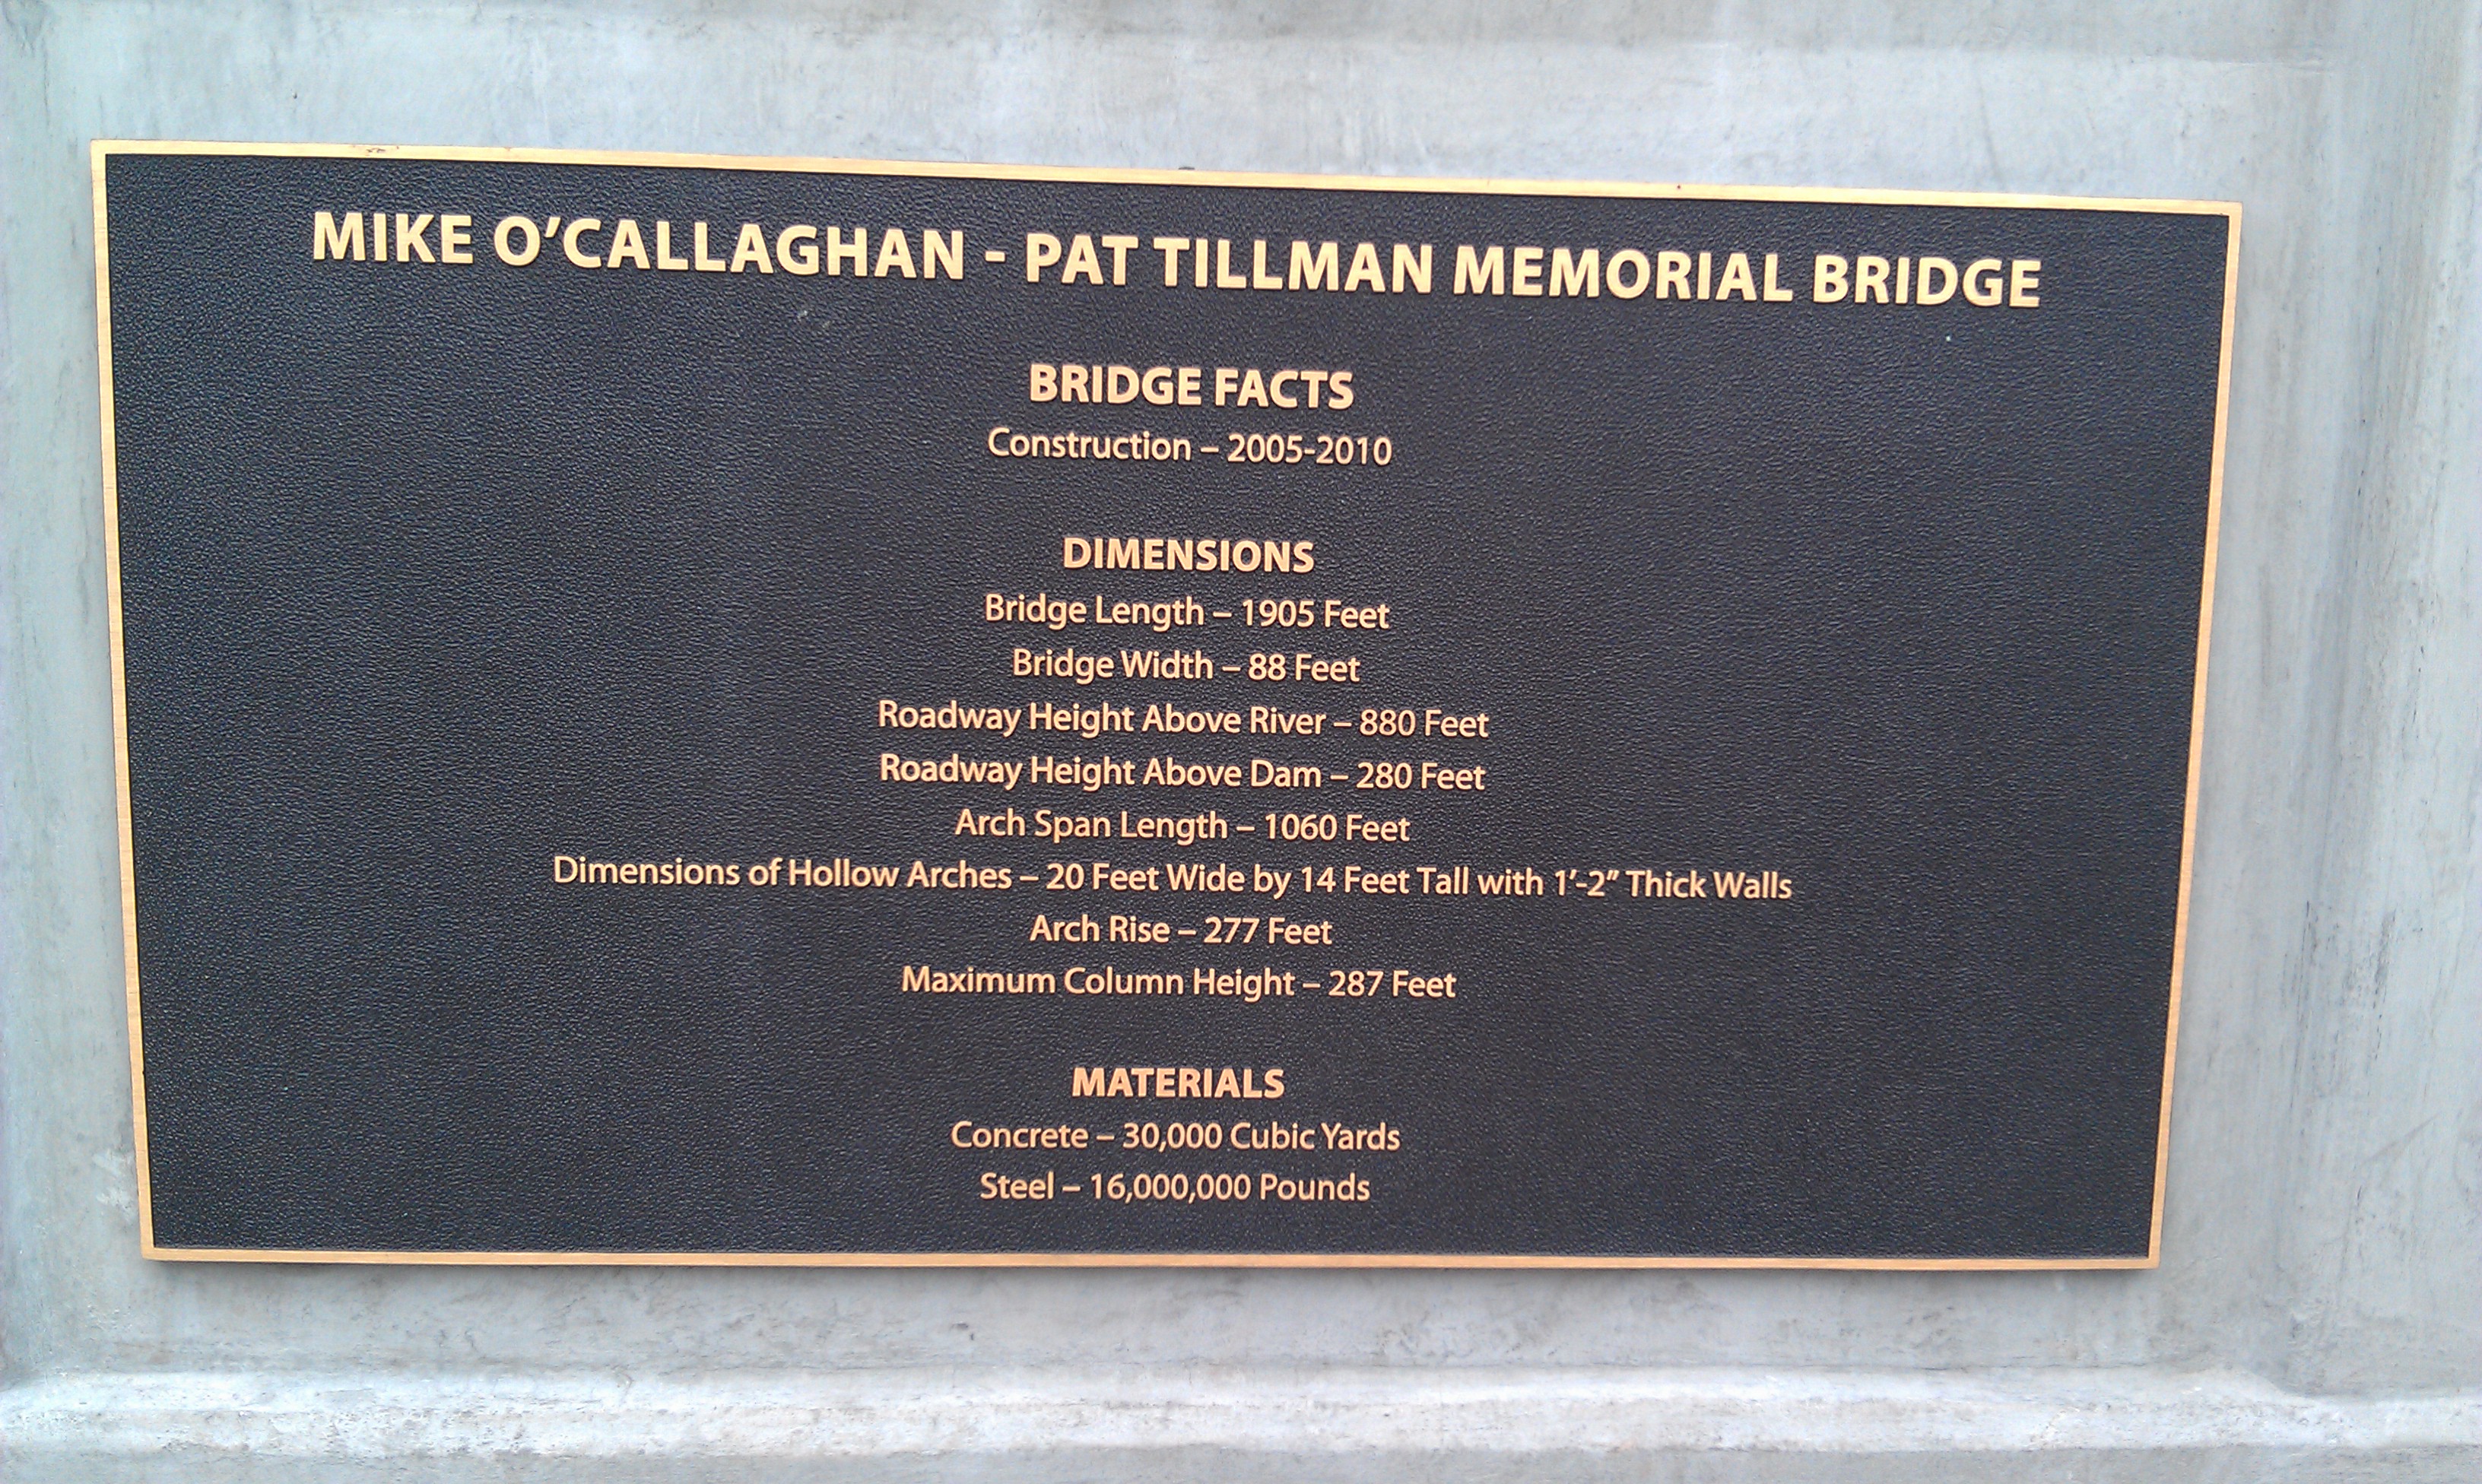 MIKE O’CALLAGHAN - PAT TILLMAN MEMORIAL BRIDGE
BRIDGE FACTS
Construction – 2005-2010
DIMENSIONS
Bridge Length – 1905 Feet
Bridge Width – 88 Feet
Roadway Height Above River – 880 Feet
Roadway Height Above Dam – 280 Feet
Arch Span Length – 1060 Feet
Dimensions of Hollow Arches – 20 Feet Wide by 14 Feet Tall with 1’-2” Thick Walls
Arch Rise – 277 Feet
Maximum Column Height – 287 Feet
MATERIALS
Concrete – 30,000 Cubic Yards
Steel – 16,000,000 Pounds